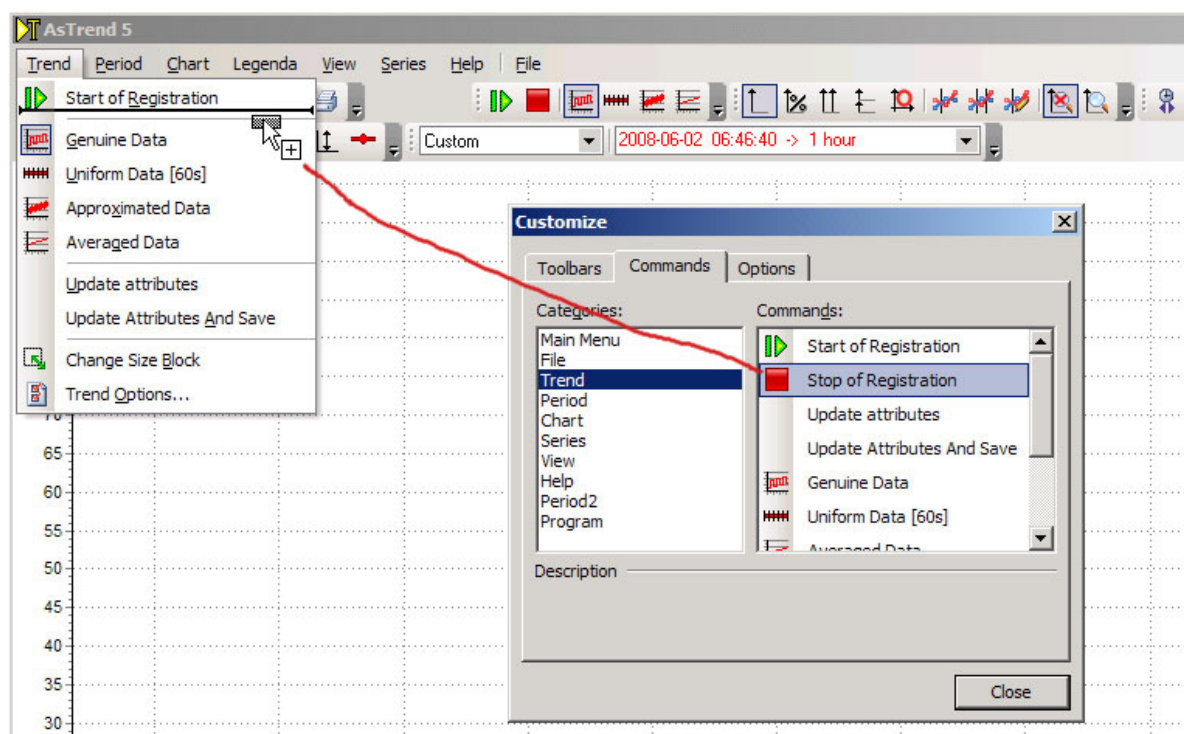 AsTrend 5
Trend Period Chart Legenda View Series Help File
Start of Registration
Genuine Data
Uniform Data [60s]
Approximated Data
Averaged Data
Update attributes
Update Attributes And Save
Change Size Block
Trend Options...
Custom
2008-06-02 06:46:40 -> 1 hour
65
60
55
50
45
40
35
30
Customize
Toolbars Commands Options
Categories:
Main Menu
File
Trend
Period
Chart
Series
View
Help
Period2
Program
Commands:
Start of Registration
Stop of Registration
Update attributes
Update Attributes And Save
Genuine Data
Uniform Data [60s]
Averaged Data
Description
Close